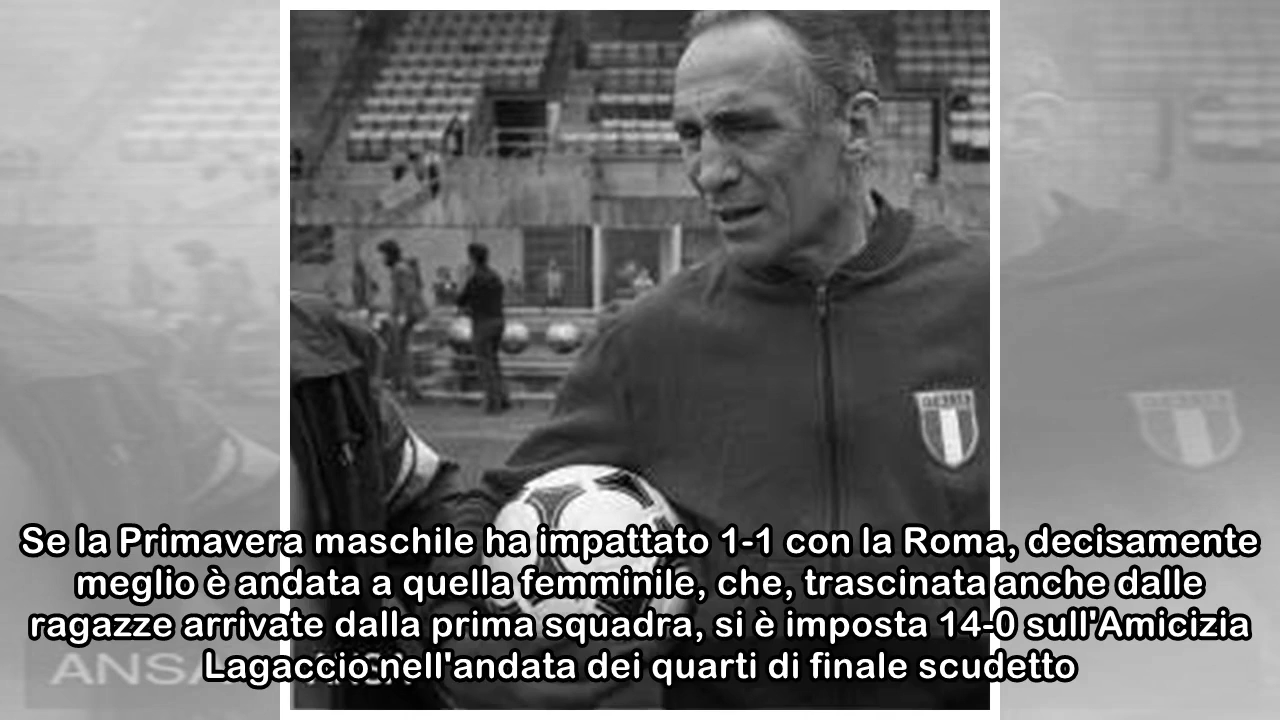 Se la Primavera maschile ha impattato 1-1 con la Roma, decisamente
meglio è andata a quella femminile, che, trascinata anche dalle
ragazze arrivate dalla prima squadra, si è imposta 14-0 sull'Amicizia
Lagaccio nell'andata dei quarti di finale scudetto
ANSA